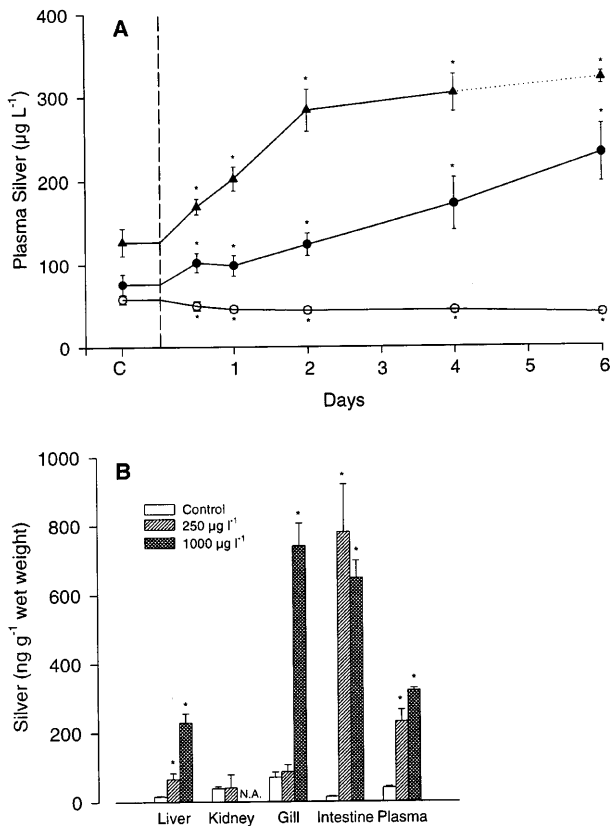 400
A
300
200
100
0
Plasma Silver (µg L⁻¹)
* * * * *
* * * * *
* * * * *
C 1 2 3 4 5 6
Days
1000
B
800
600
400
200
0
Silver (ng g⁻¹ wet weight)
Control
250 µg l⁻¹
1000 µg l⁻¹
* * * * * * *
N.A.
Liver Kidney Gill Intestine Plasma